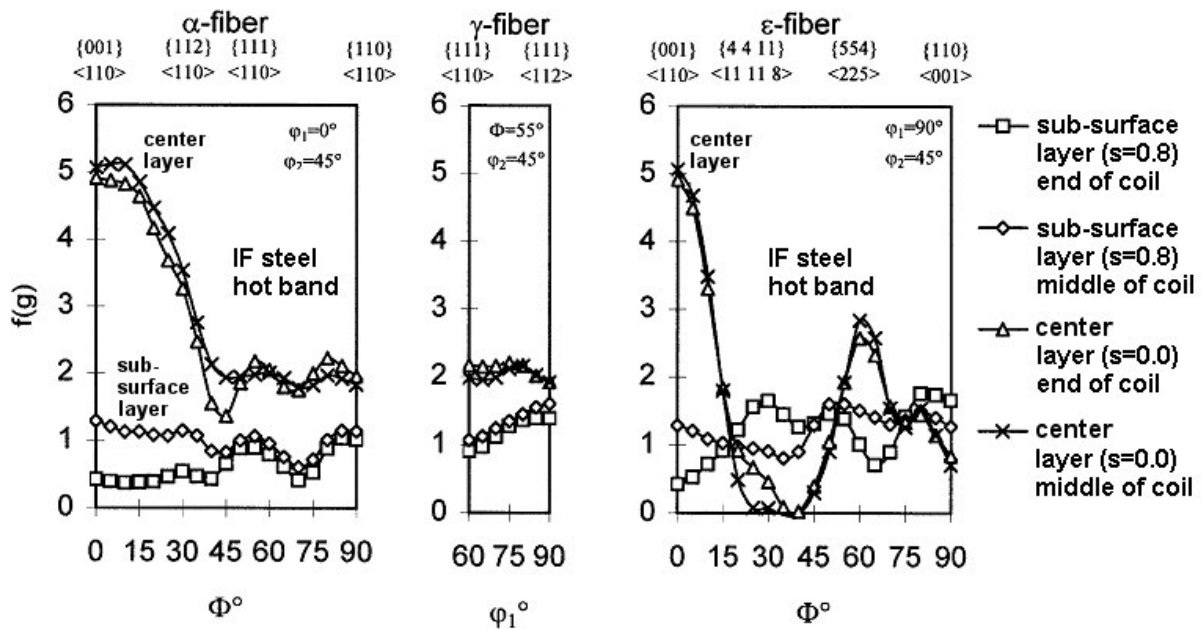 α-fiber
γ-fiber
ε-fiber
{001} {112} {111} {110}
<110> <110> <110> <110>
{111} {111}
<110> <112>
{001} {4 4 11} {554} {110}
<110> <11 11 8> <225> <001>
f(g)
6
5
4
3
2
1
0
center
layer
φ₁=0°
φ₂=45°
IF steel
hot band
sub-
surface
layer
0 15 30 45 60 75 90
Φ°
6
5
4
3
2
1
0
Φ=55°
φ₂=45°
60 75 90
φ₁°
6
5
4
3
2
1
0
center
layer
φ₁=90°
φ₂=45°
IF steel
hot band
0 15 30 45 60 75 90
Φ°
sub-surface
layer (s=0.8)
end of coil
sub-surface
layer (s=0.8)
middle of coil
center
layer (s=0.0)
end of coil
center
layer (s=0.0)
middle of coil